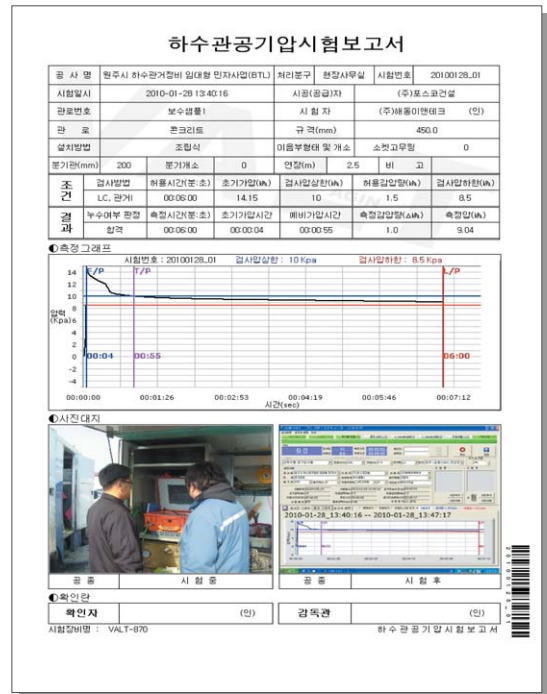 하수관공기압시험보고서
공 사 명 원주시 하수관거정비 임대형 민자사업(BTL) 처리분구 현장사무실 시험번호 20100128_01
시험일시 2010-01-28 13:40:16 시공(공급)자 (주)포스코건설
관로번호 보수샘플1 시 험 자 (주)해동이앤테크 (인)
관 로 콘크리트 규 격(mm) 450.0
설치방법 조립식 이음부형태 및 개소 소켓고무링 0
분기관(mm) 200 분기개소 0 연장(m) 2.5 비 고
조건 검사방법 허용시간(분:초) 초기가압(㎪) 검사압상한(㎪) 허용감압량(㎪) 검사압하한(㎪)
LC, 관거I 00:06:00 14.15 10 1.5 8.5
결과 누수여부 판정 측정시간(분:초) 초기가압시간 예비가압시간 측정감압량(△㎪) 측정압(㎪)
합격 00:06:00 00:00:04 00:00:55 1.0 9.04
◐측정그래프
시험번호 : 20100128_01 검사압상한 : 10 Kpa 검사압하한 : 8.5 Kpa
14 E/P T/P L/P
12
10
8
압력
(Kpa)6
4
2
0 00:04 00:55 06:00
-2
-4
00:00:00 00:01:26 00:02:53 00:04:19 00:05:46 00:07:12
시간(sec)
◐사진대지
2010-01-28_13:40:16 -- 2010-01-28_13:47:17
공 종 시 험 중 공 종 시 험 후
◐확인란
확인자 (인) 감독관 (인)
시험장비명 : VALT-870 하수관공기압시험보고서
20100128_01